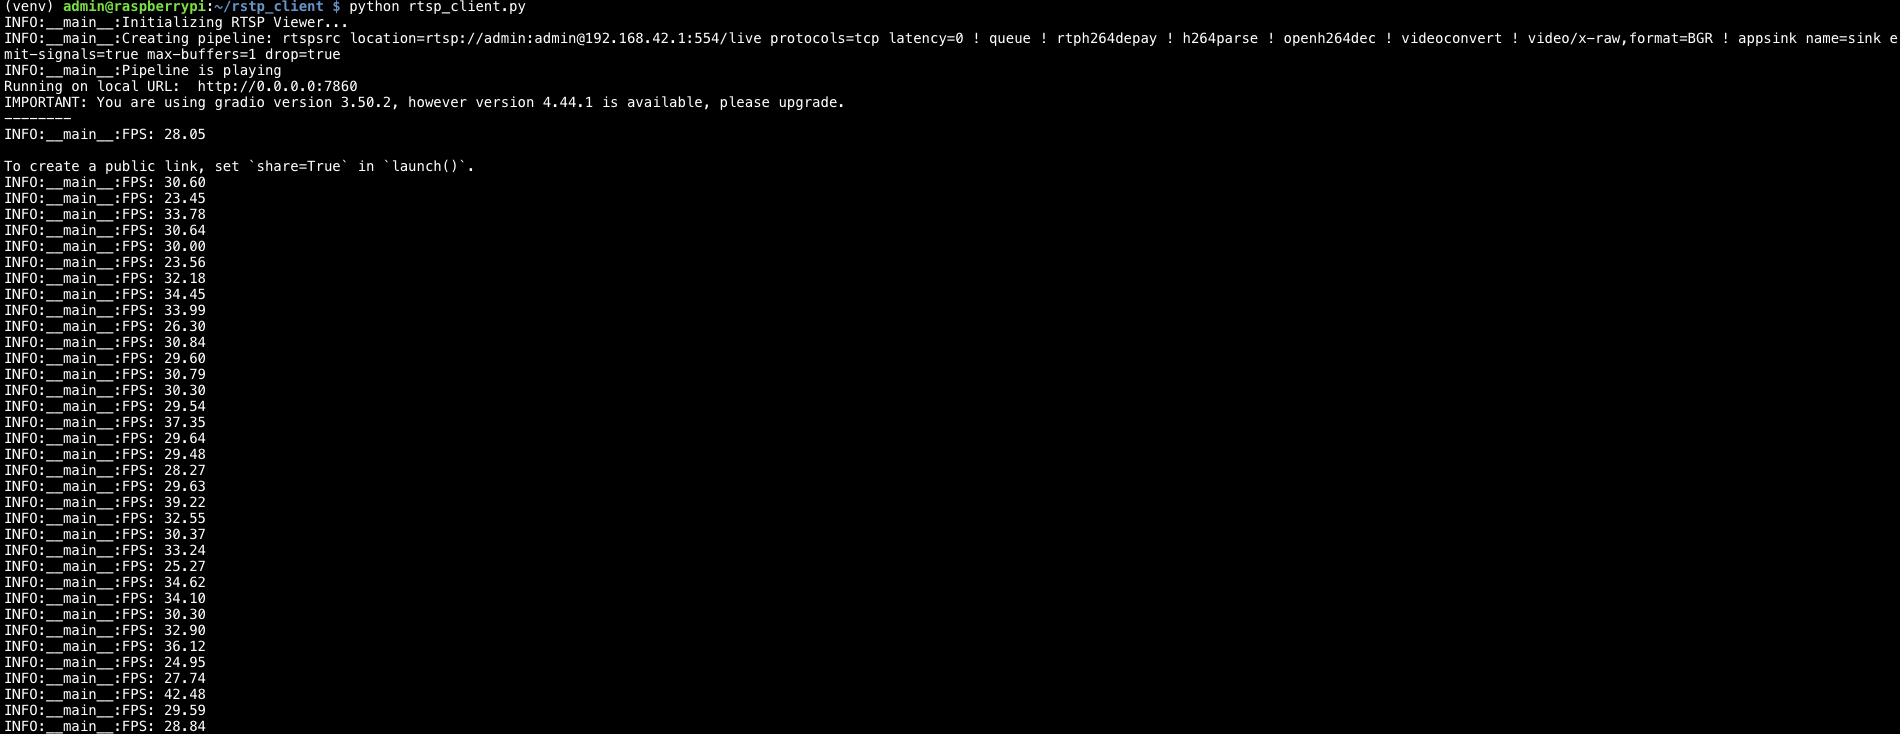 (venv) admin@raspberrypi:~/rstp_client $ python rtsp_client.py
INFO:__main__:Initializing RTSP Viewer...
INFO:__main__:Creating pipeline: rtspsrc location=rtsp://admin:admin@192.168.42.1:554/live protocols=tcp latency=0 ! queue ! rtph264depay ! h264parse ! openh264dec ! videoconvert ! video/x-raw,format=BGR ! appsink name=sink e
mit-signals=true max-buffers=1 drop=true
INFO:__main__:Pipeline is playing
Running on local URL:  http://0.0.0.0:7860
IMPORTANT: You are using gradio version 3.50.2, however version 4.44.1 is available, please upgrade.
--------
INFO:__main__:FPS: 28.05
To create a public link, set `share=True` in `launch()`.
INFO:__main__:FPS: 30.60
INFO:__main__:FPS: 23.45
INFO:__main__:FPS: 33.78
INFO:__main__:FPS: 30.64
INFO:__main__:FPS: 30.00
INFO:__main__:FPS: 23.56
INFO:__main__:FPS: 32.18
INFO:__main__:FPS: 34.45
INFO:__main__:FPS: 33.99
INFO:__main__:FPS: 26.30
INFO:__main__:FPS: 30.84
INFO:__main__:FPS: 29.60
INFO:__main__:FPS: 30.79
INFO:__main__:FPS: 30.30
INFO:__main__:FPS: 29.54
INFO:__main__:FPS: 37.35
INFO:__main__:FPS: 29.64
INFO:__main__:FPS: 29.48
INFO:__main__:FPS: 28.27
INFO:__main__:FPS: 29.63
INFO:__main__:FPS: 39.22
INFO:__main__:FPS: 32.55
INFO:__main__:FPS: 30.37
INFO:__main__:FPS: 33.24
INFO:__main__:FPS: 25.27
INFO:__main__:FPS: 34.62
INFO:__main__:FPS: 34.10
INFO:__main__:FPS: 30.30
INFO:__main__:FPS: 32.90
INFO:__main__:FPS: 36.12
INFO:__main__:FPS: 24.95
INFO:__main__:FPS: 27.74
INFO:__main__:FPS: 42.48
INFO:__main__:FPS: 29.59
INFO:__main__:FPS: 28.84